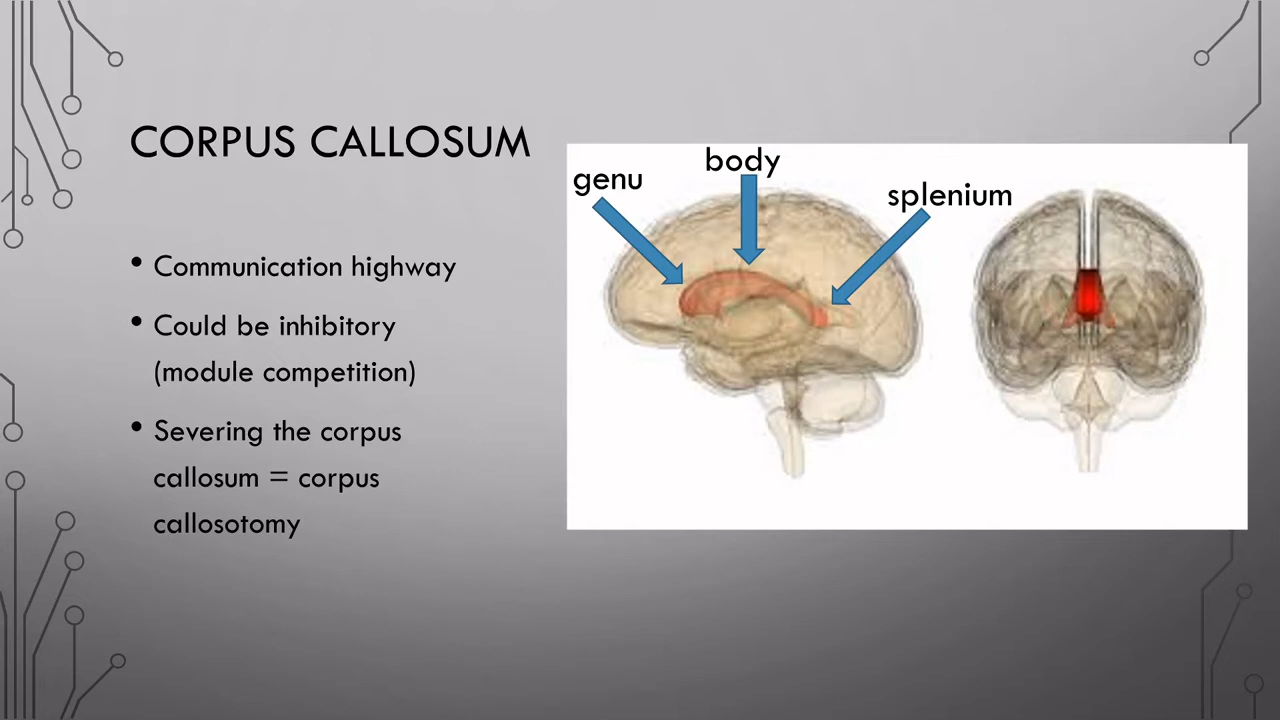 CORPUS CALLOSUM
• Communication highway
• Could be inhibitory
(module competition)
• Severing the corpus
callosum = corpus
callosotomy
genu
body
splenium